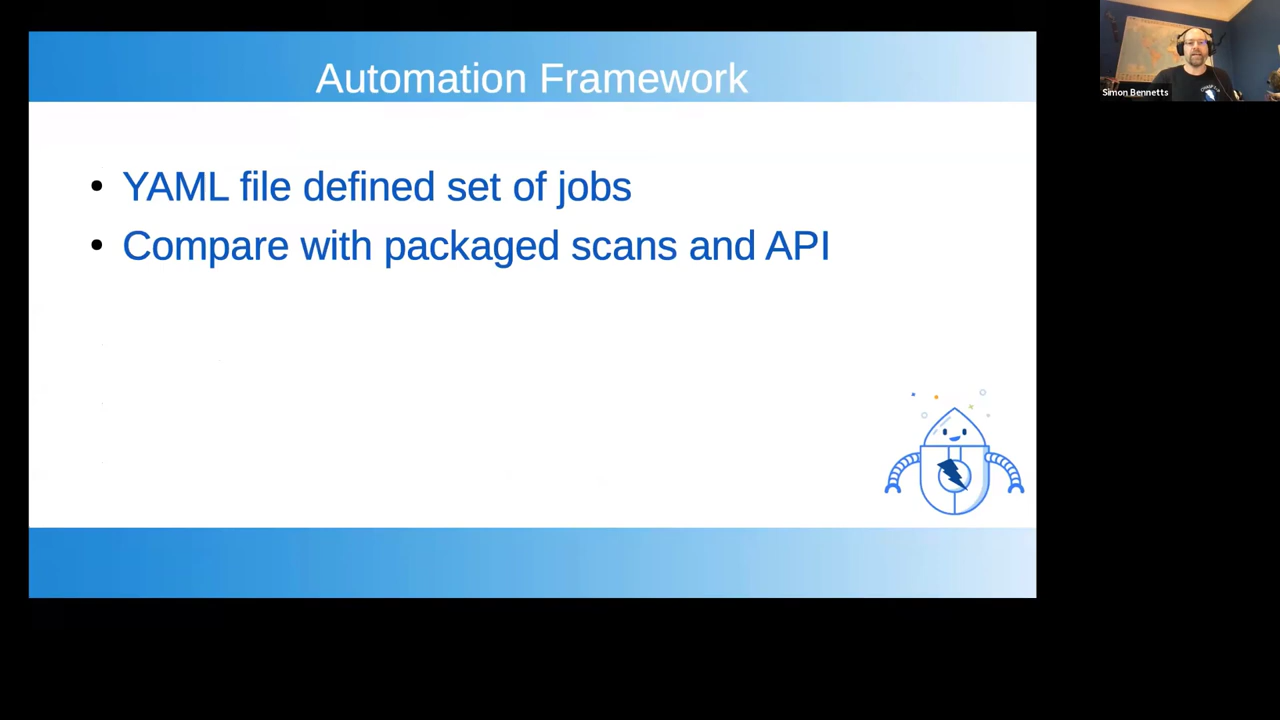 Automation Framework
YAML file defined set of jobs
Compare with packaged scans and API
Simon Bennetts